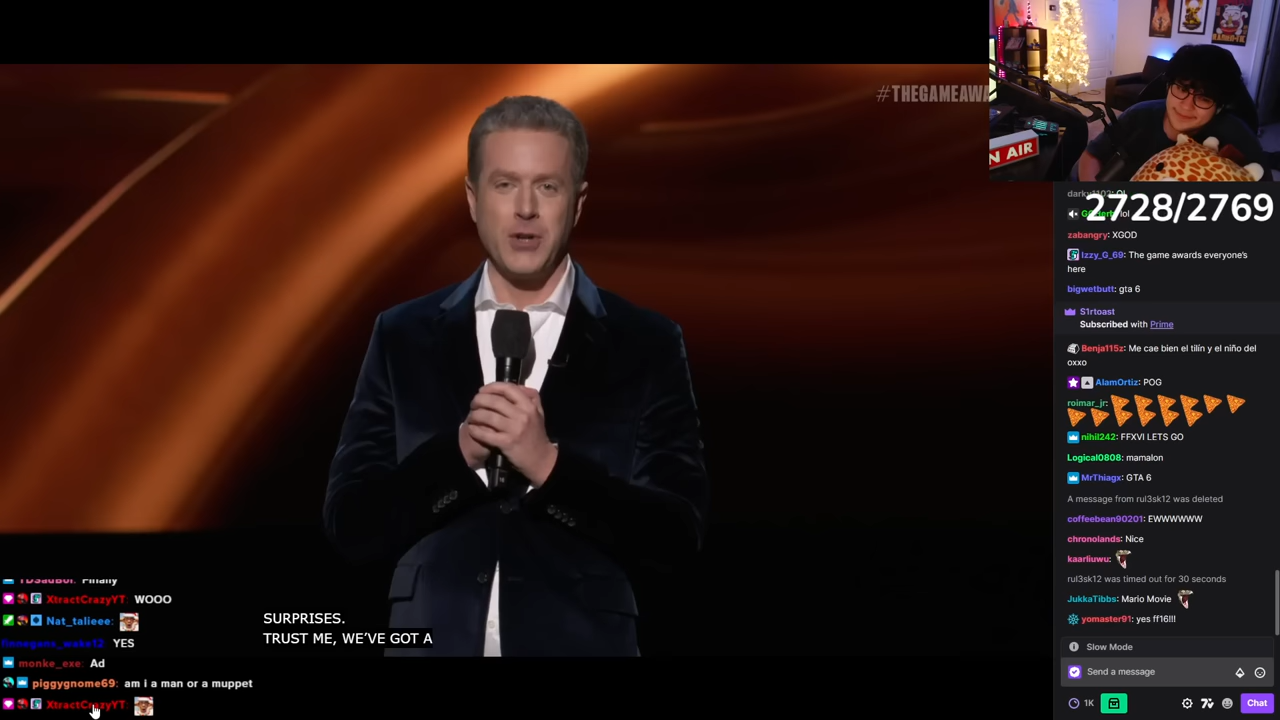 #THEGAMEAWA
N AIR
2728/2769
lol
zabangry: XGOD
Izzy_G_69: The game awards everyone's
here
bigwetbutt: gta 6
S1rtoast
Subscribed with Prime
Benja115z: Me cae bien el tilín y el niño del
oxxo
AlamOrtiz: POG
roimar_jr:
nihil242: FFXVI LETS GO
Logical0808: mamalon
MrThiagx: GTA 6
A message from rul3sk12 was deleted
coffeebean90201: EWWWWWW
chronolands: Nice
kaarliuwu:
rul3sk12 was timed out for 30 seconds
JukkaTibbs: Mario Movie
yomaster91: yes ff16!!!
Slow Mode
Send a message
1K
Chat
Finally
XtractCrazyYT: WOOO
Nat_talieee:
YES
monke_exe: Ad
piggygnome69: am i a man or a muppet
XtractCrazyYT:
SURPRISES.
TRUST ME, WE'VE GOT A